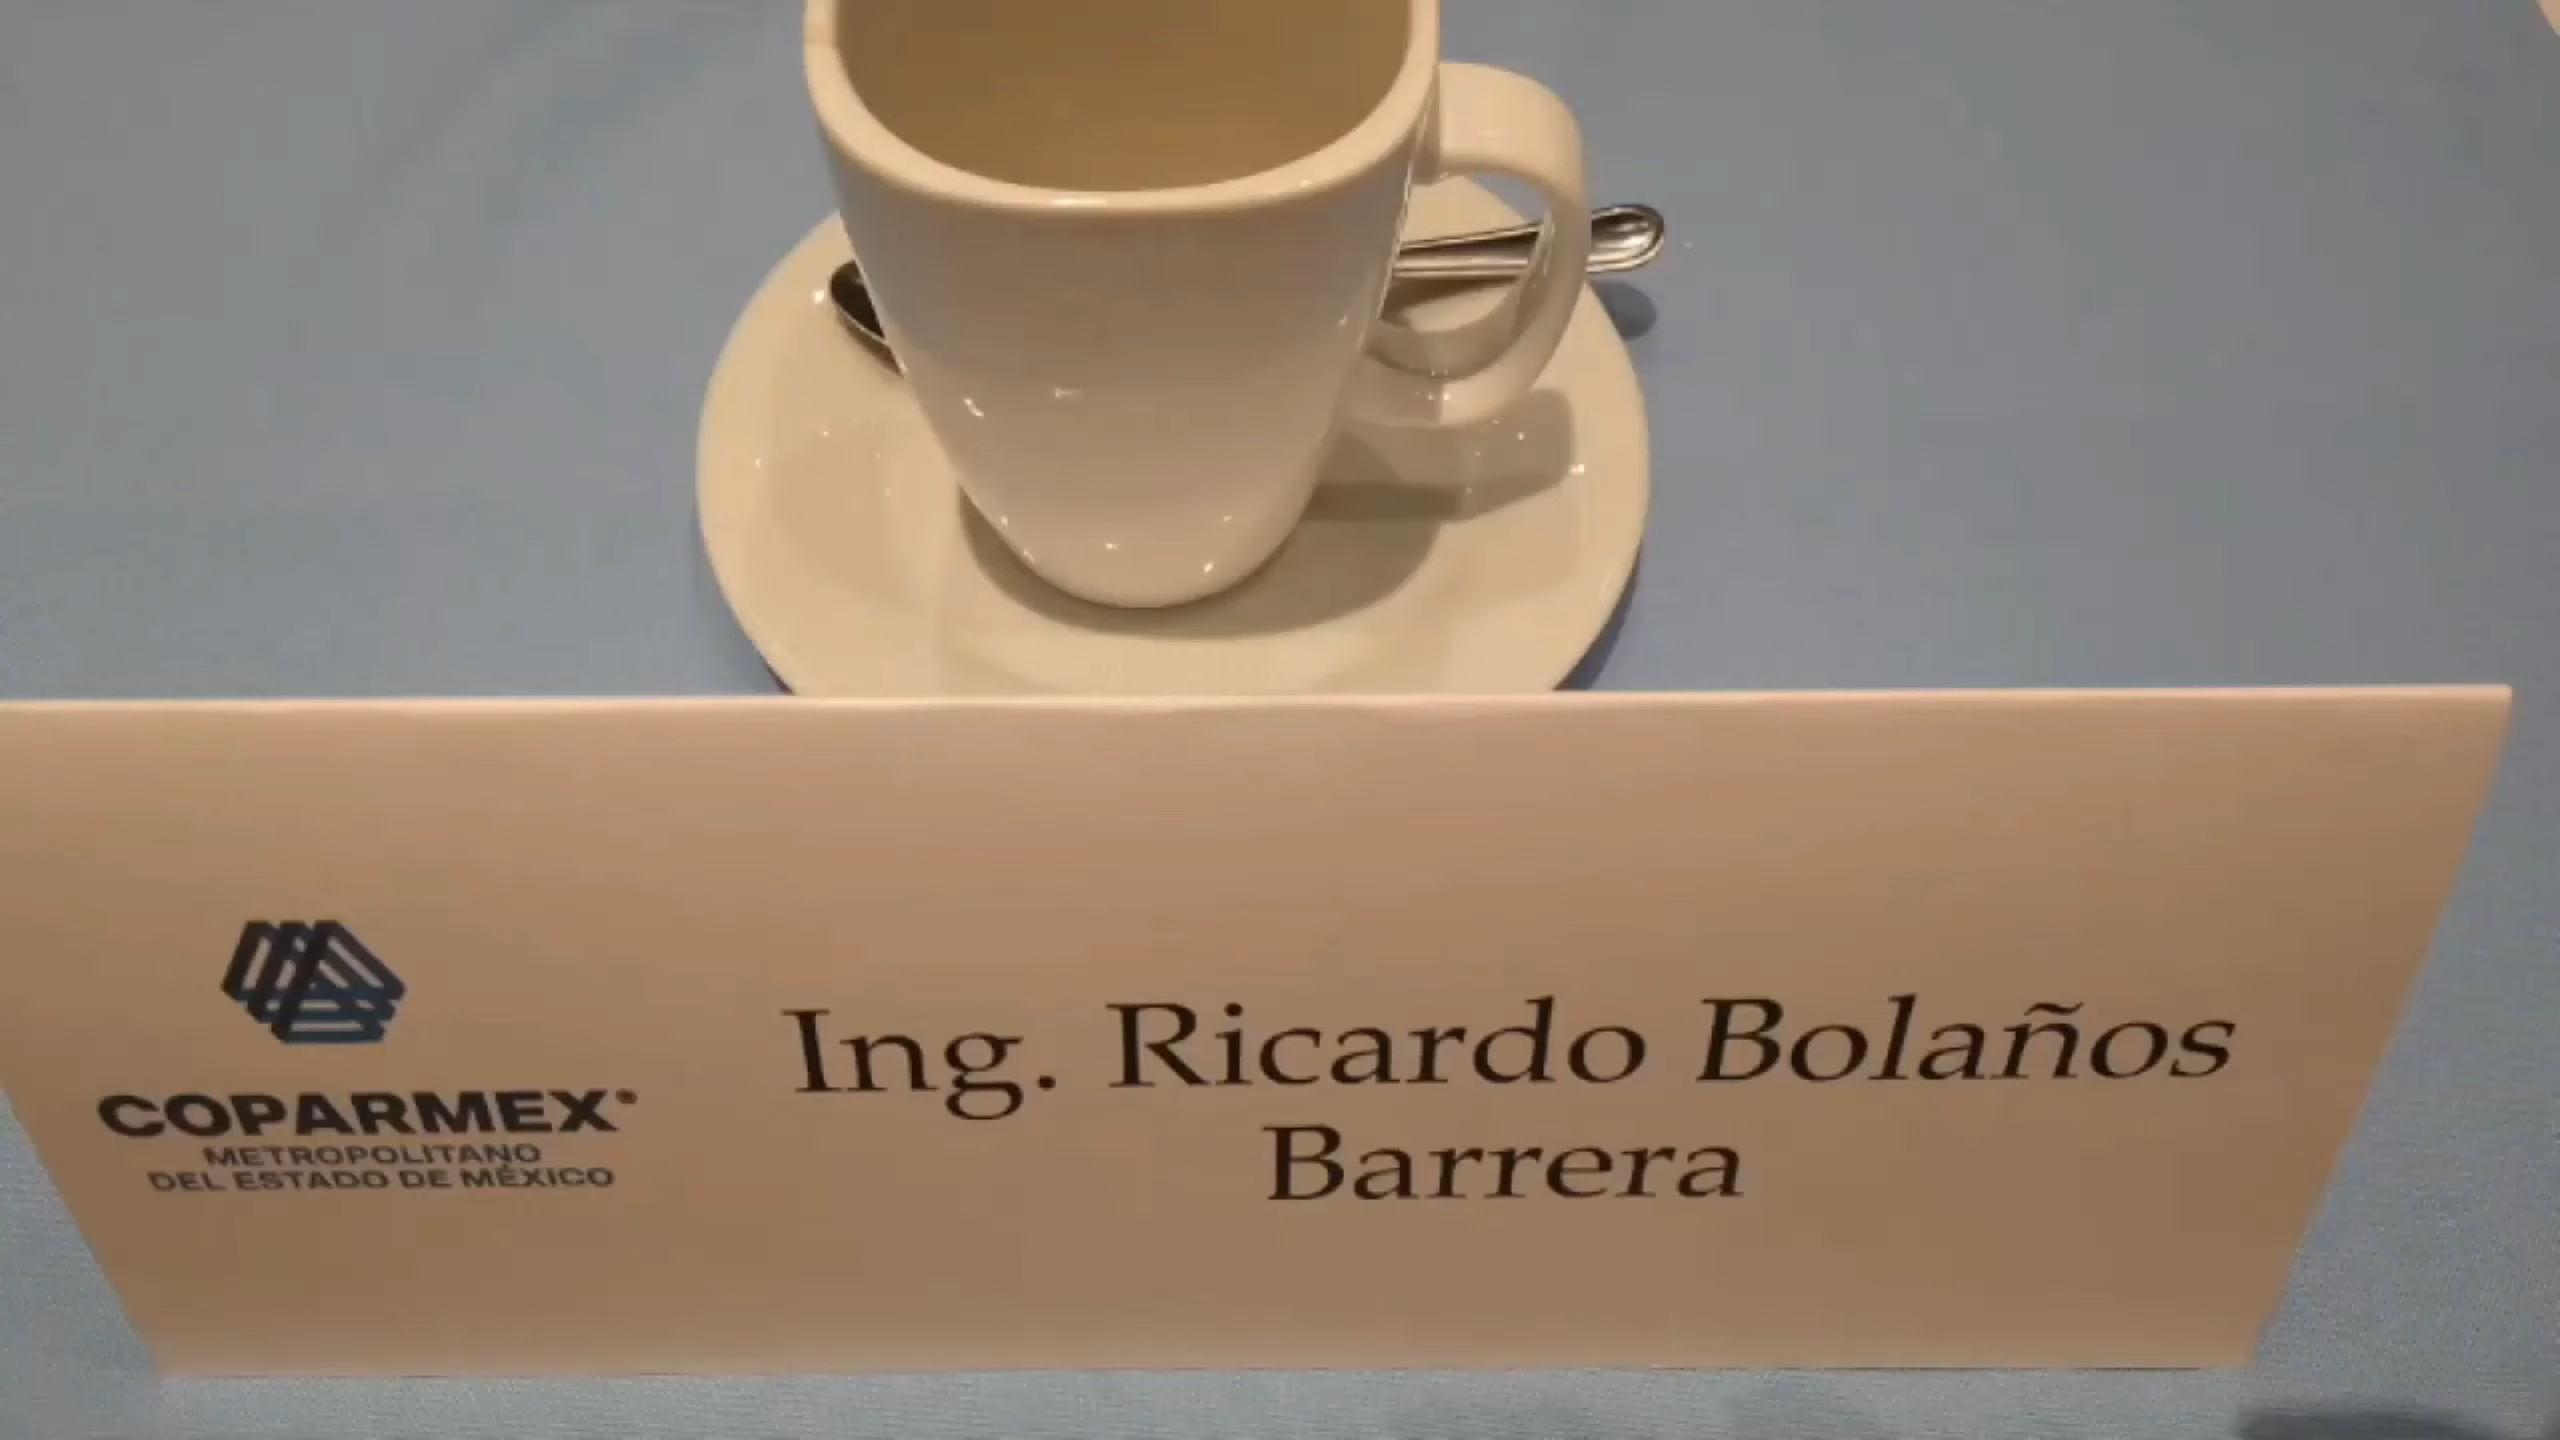 COPARMEX®
METROPOLITANO
DEL ESTADO DE MÉXICO
Ing. Ricardo Bolaños
Barrera